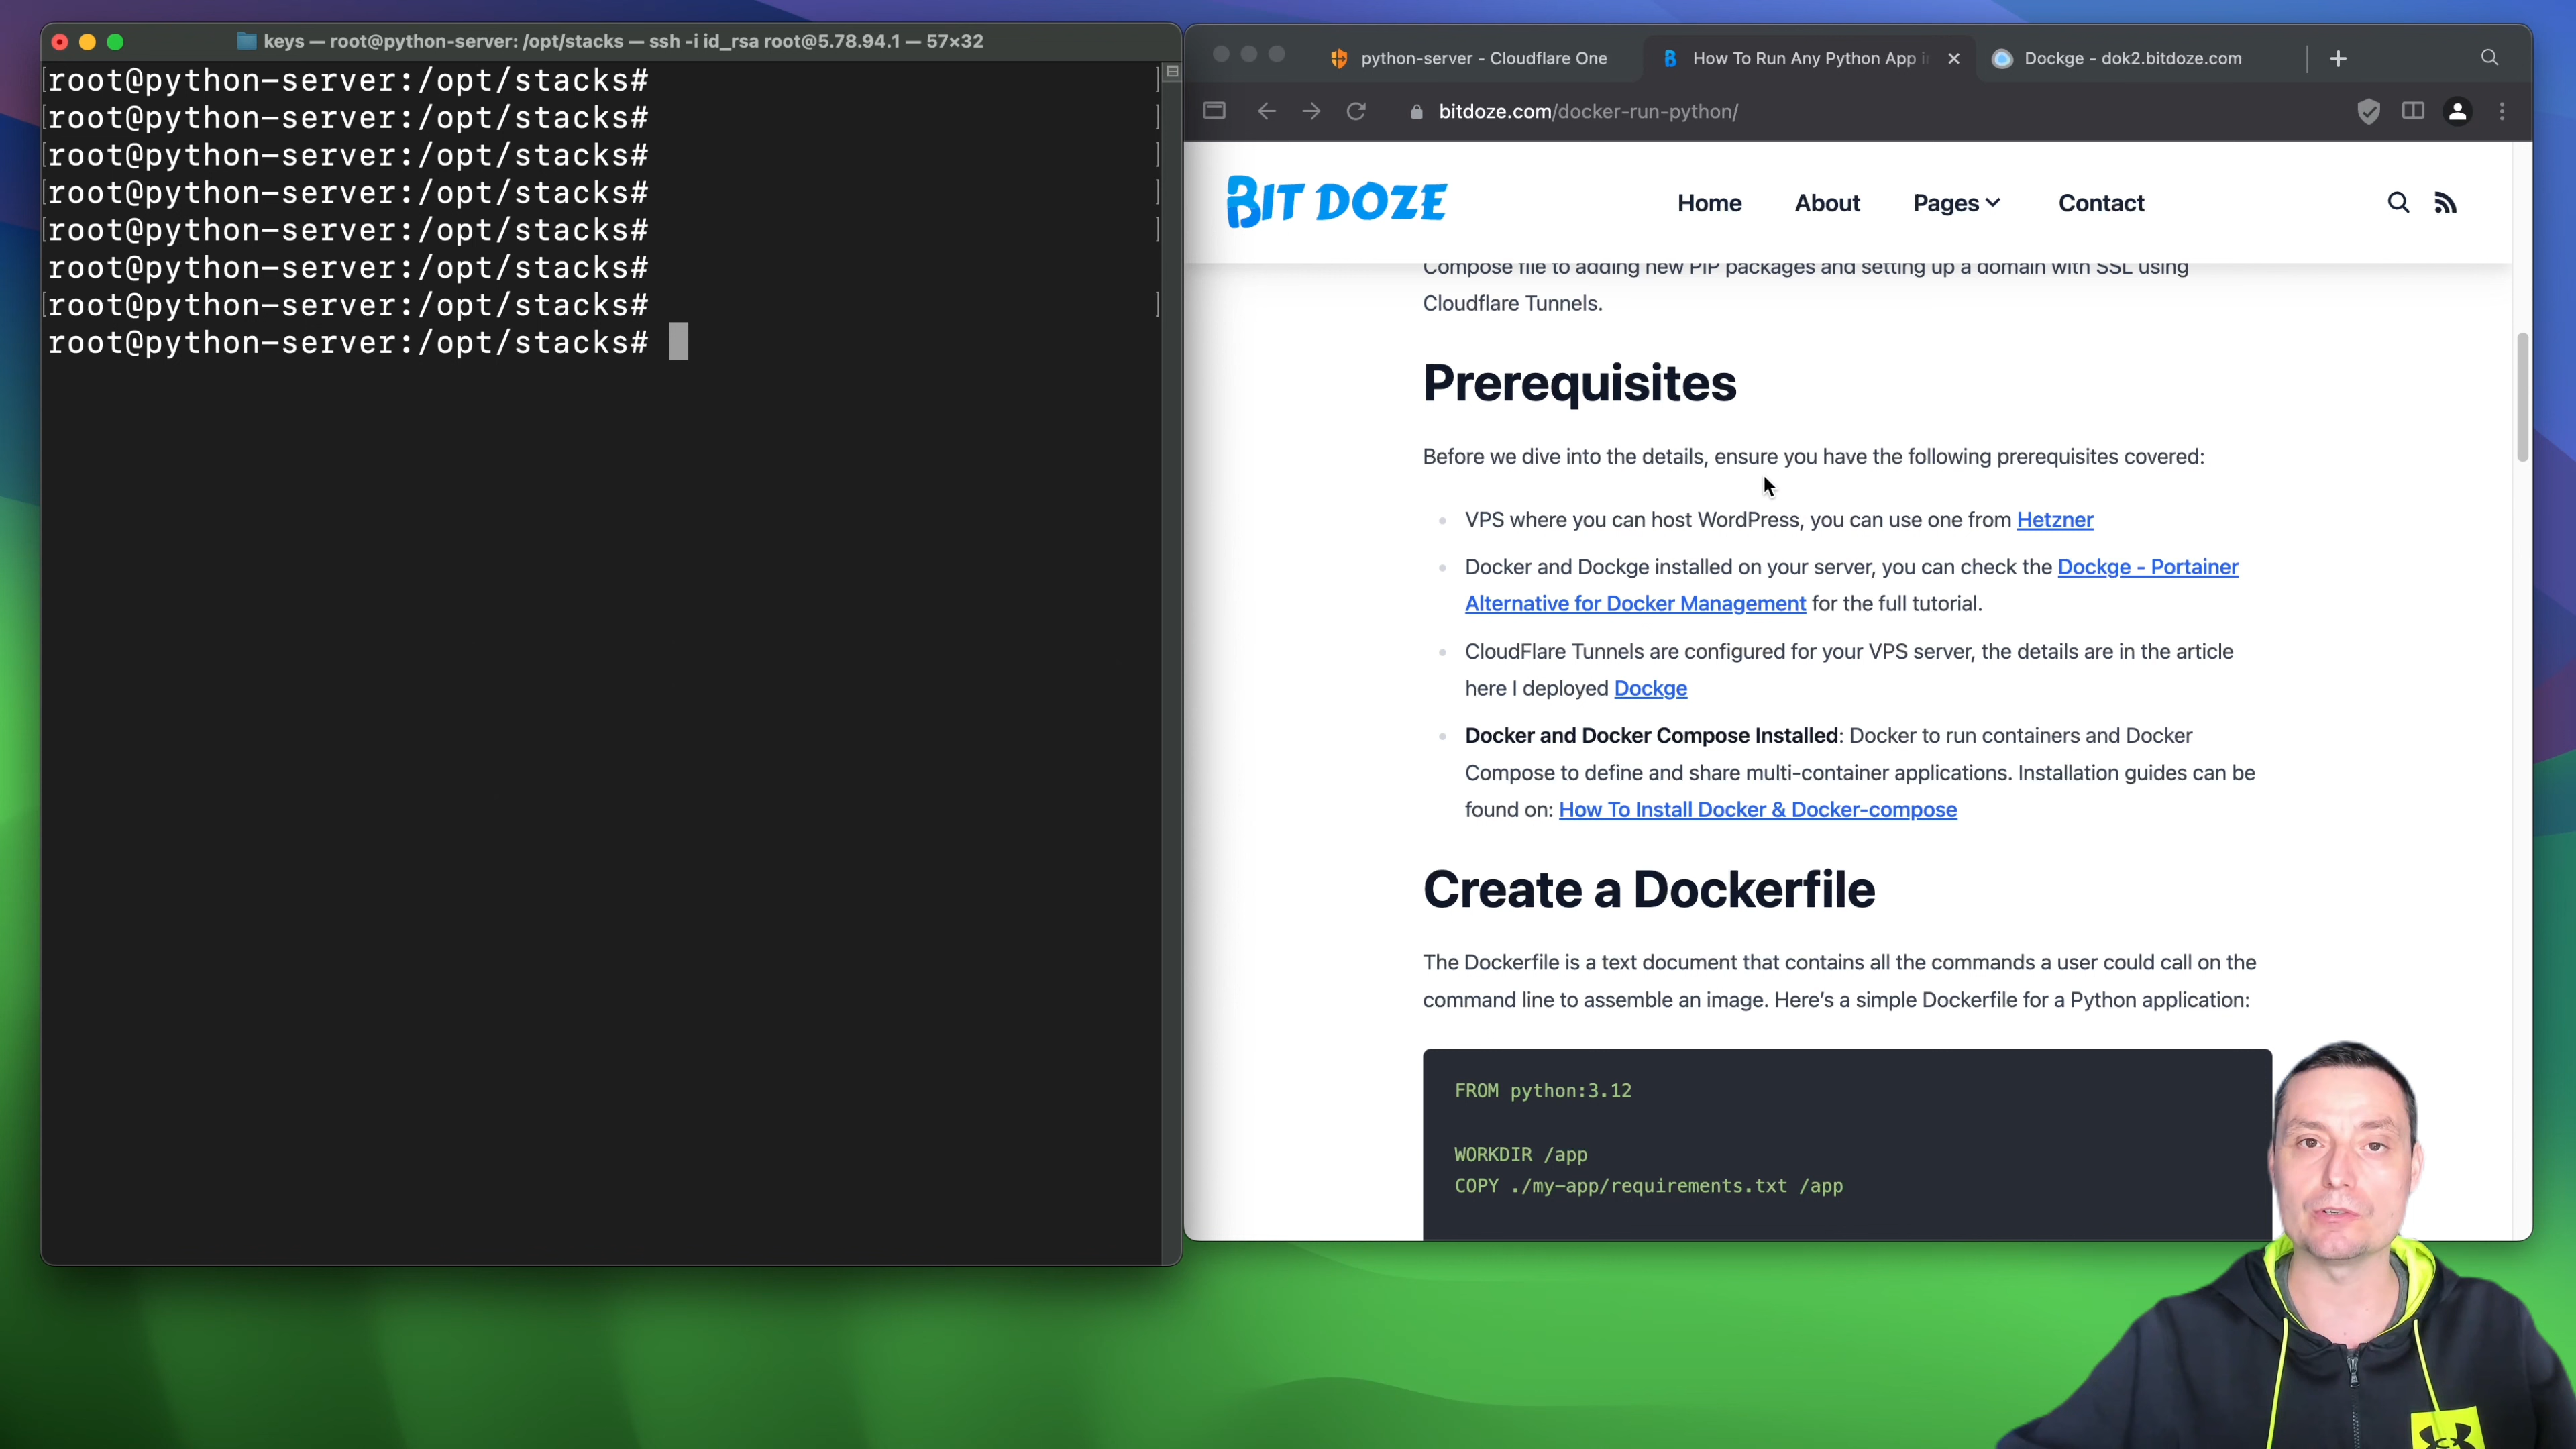 keys — root@python-server: /opt/stacks — ssh -i id_rsa root@5.78.94.1 — 57×32
root@python-server:/opt/stacks#
root@python-server:/opt/stacks#
root@python-server:/opt/stacks#
root@python-server:/opt/stacks#
root@python-server:/opt/stacks#
root@python-server:/opt/stacks#
root@python-server:/opt/stacks#
root@python-server:/opt/stacks#
python-server - Cloudflare One
How To Run Any Python App in
Dockge - dok2.bitdoze.com
bitdoze.com/docker-run-python/
BIT DOZE
Home About Pages Contact
Compose file to adding new PIP packages and setting up a domain with SSL using
Cloudflare Tunnels.
Prerequisites
Before we dive into the details, ensure you have the following prerequisites covered:
VPS where you can host WordPress, you can use one from Hetzner
Docker and Dockge installed on your server, you can check the Dockge - Portainer
Alternative for Docker Management for the full tutorial.
CloudFlare Tunnels are configured for your VPS server, the details are in the article
here I deployed Dockge
Docker and Docker Compose Installed: Docker to run containers and Docker
Compose to define and share multi-container applications. Installation guides can be
found on: How To Install Docker & Docker-compose
Create a Dockerfile
The Dockerfile is a text document that contains all the commands a user could call on the
command line to assemble an image. Here's a simple Dockerfile for a Python application:
FROM python:3.12
WORKDIR /app
COPY ./my-app/requirements.txt /app